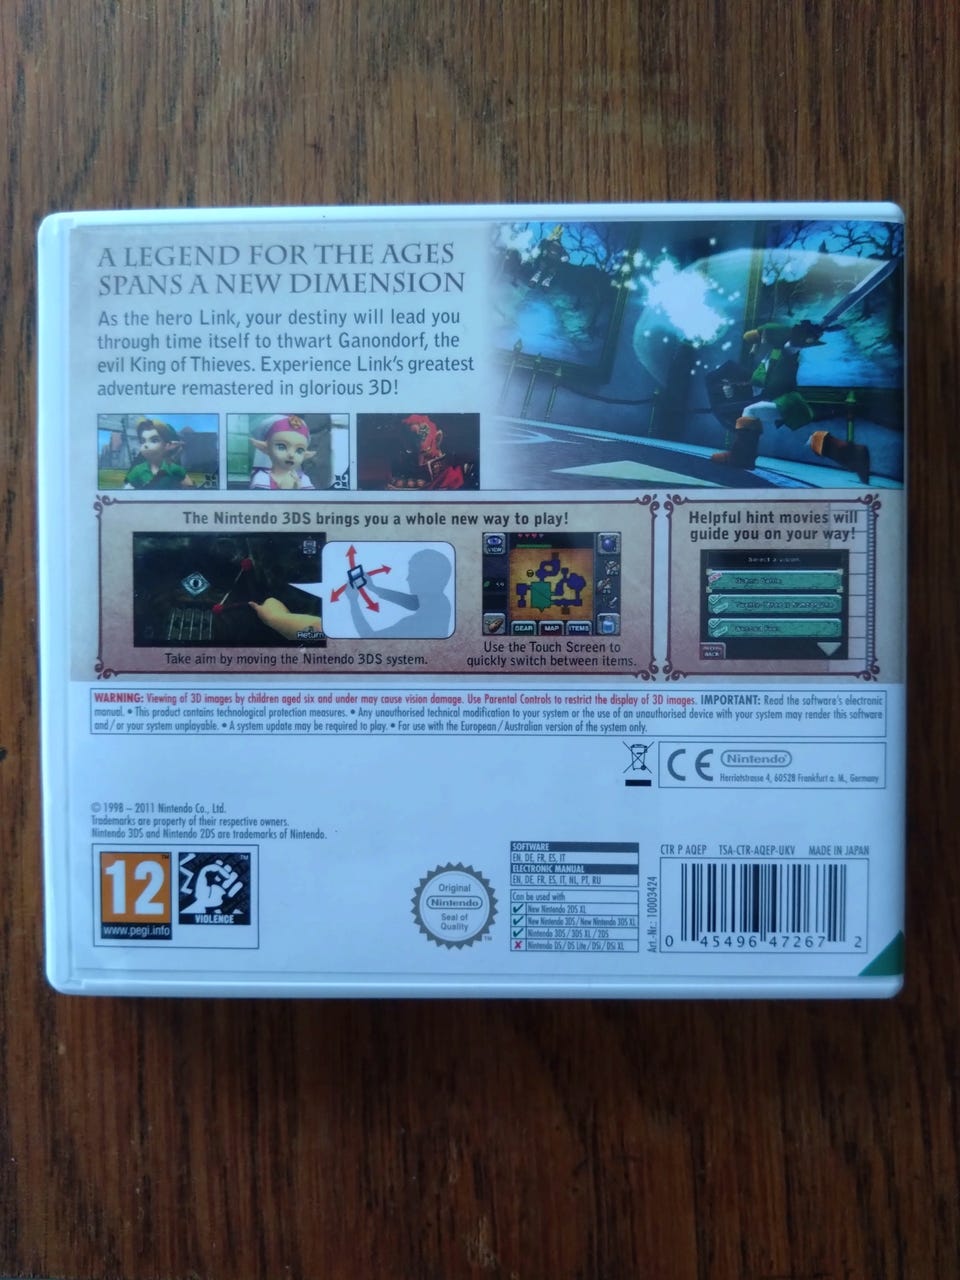 A LEGEND FOR THE AGES
SPANS A NEW DIMENSION
As the hero Link, your destiny will lead you
through time itself to thwart Ganondorf, the
evil King of Thieves. Experience Link's greatest
adventure remastered in glorious 3D!
The Nintendo 3DS brings you a whole new way to play!
Return
Take aim by moving the Nintendo 3DS system.
VIEW
GEAR MAP ITEMS
Use the Touch Screen to
quickly switch between items.
Helpful hint movies will
guide you on your way!
Select a vision.
BACK
WARNING: Viewing of 3D images by children aged six and under may cause vision damage. Use Parental Controls to restrict the display of 3D images. IMPORTANT: Read the software's electronic
manual. • This product contains technological protection measures. • Any unauthorised technical modification to your system or the use of an unauthorised device with your system may render this software
and/or your system unplayable. • A system update may be required to play. • For use with the European / Australian version of the system only.
CE Nintendo
Herriotstrasse 4, 60528 Frankfurt a. M., Germany
© 1998 – 2011 Nintendo Co., Ltd.
Trademarks are property of their respective owners.
Nintendo 3DS and Nintendo 2DS are trademarks of Nintendo.
12
www.pegi.info
VIOLENCE
TM
Original
Nintendo
Seal of
Quality
TM
SOFTWARE
EN, DE, FR, ES, IT
ELECTRONIC MANUAL
EN, DE, FR, ES, IT, NL, PT, RU
Can be used with
New Nintendo 2DS XL
New Nintendo 3DS / New Nintendo 3DS XL
Nintendo 3DS / 3DS XL / 2DS
Nintendo DS / DS Lite / DSi / DSi XL
Art.-Nr.: 10003424
CTR P AQEP TSA-CTR-AQEP-UKV MADE IN JAPAN
0 45496 47267 2